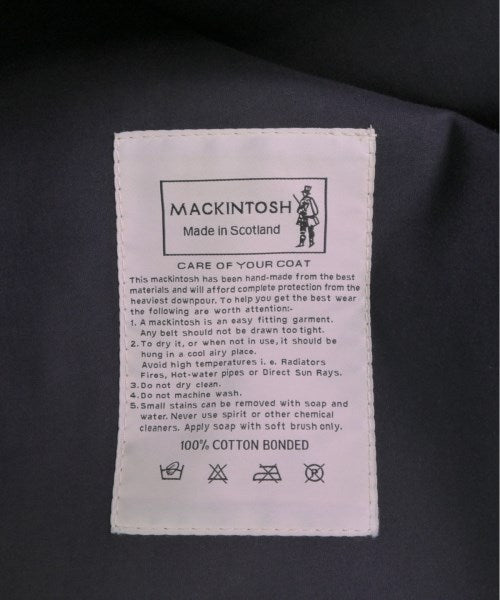 MACKINTOSH
Made in Scotland
CARE OF YOUR COAT
This mackintosh has been hand-made from the best
materials and will afford complete protection from the
heaviest downpour. To help you get the best wear
the following are worth attention:-
1. A macKintosh is an easy fitting garment.
Any belt should not be drawn too tight.
2. To dry it, or when not in use, it should be
hung in a cool airy place.
Avoid high temperatures i. e. Radiators
Fires, Hot-water pipes or Direct Sun Rays.
3. Do not dry clean.
4. Do not machine wash.
5. Small stains can be removed with soap and
water. Never use spirit or other chemical
cleaners. Apply soap with soft brush only.
100% COTTON BONDED